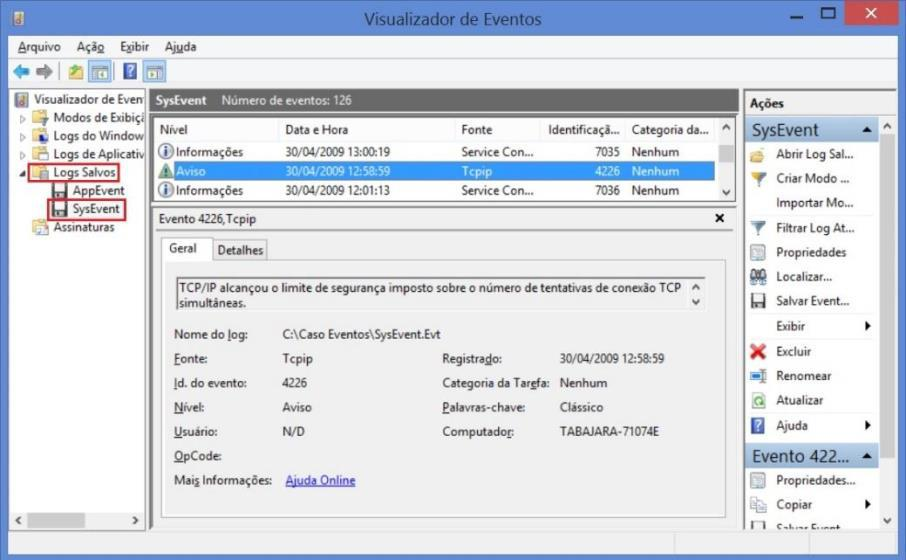 Visualizador de Eventos
Arquivo Ação Exibir Ajuda
Visualizador de Even
Modos de Exibiç
Logs do Window
Logs de Aplicativ
Logs Salvos
AppEvent
SysEvent
Assinaturas
SysEvent Número de eventos: 126
Nível Data e Hora Fonte Identificaçã... Categoria da...
Informações 30/04/2009 13:00:19 Service Con... 7035 Nenhum
Aviso 30/04/2009 12:58:59 Tcpip 4226 Nenhum
Informações 30/04/2009 12:01:13 Service Con... 7036 Nenhum
Evento 4226,Tcpip
Geral Detalhes
TCP/IP alcançou o limite de segurança imposto sobre o número de tentativas de conexão TCP
simultâneas.
Nome do log: C:\Caso Eventos\SysEvent.Evt
Fonte: Tcpip Registrado: 30/04/2009 12:58:59
Id. do evento: 4226 Categoria da Tarefa: Nenhum
Nível: Aviso Palavras-chave: Clássico
Usuário: N/D Computador: TABAJARA-71074E
OpCode:
Mais Informações: Ajuda Online
Ações
SysEvent
Abrir Log Sal...
Criar Modo ...
Importar Mo...
Filtrar Log At...
Propriedades
Localizar...
Salvar Event...
Exibir
Excluir
Renomear
Atualizar
Ajuda
Evento 422...
Propriedades...
Copiar
Salvar Event